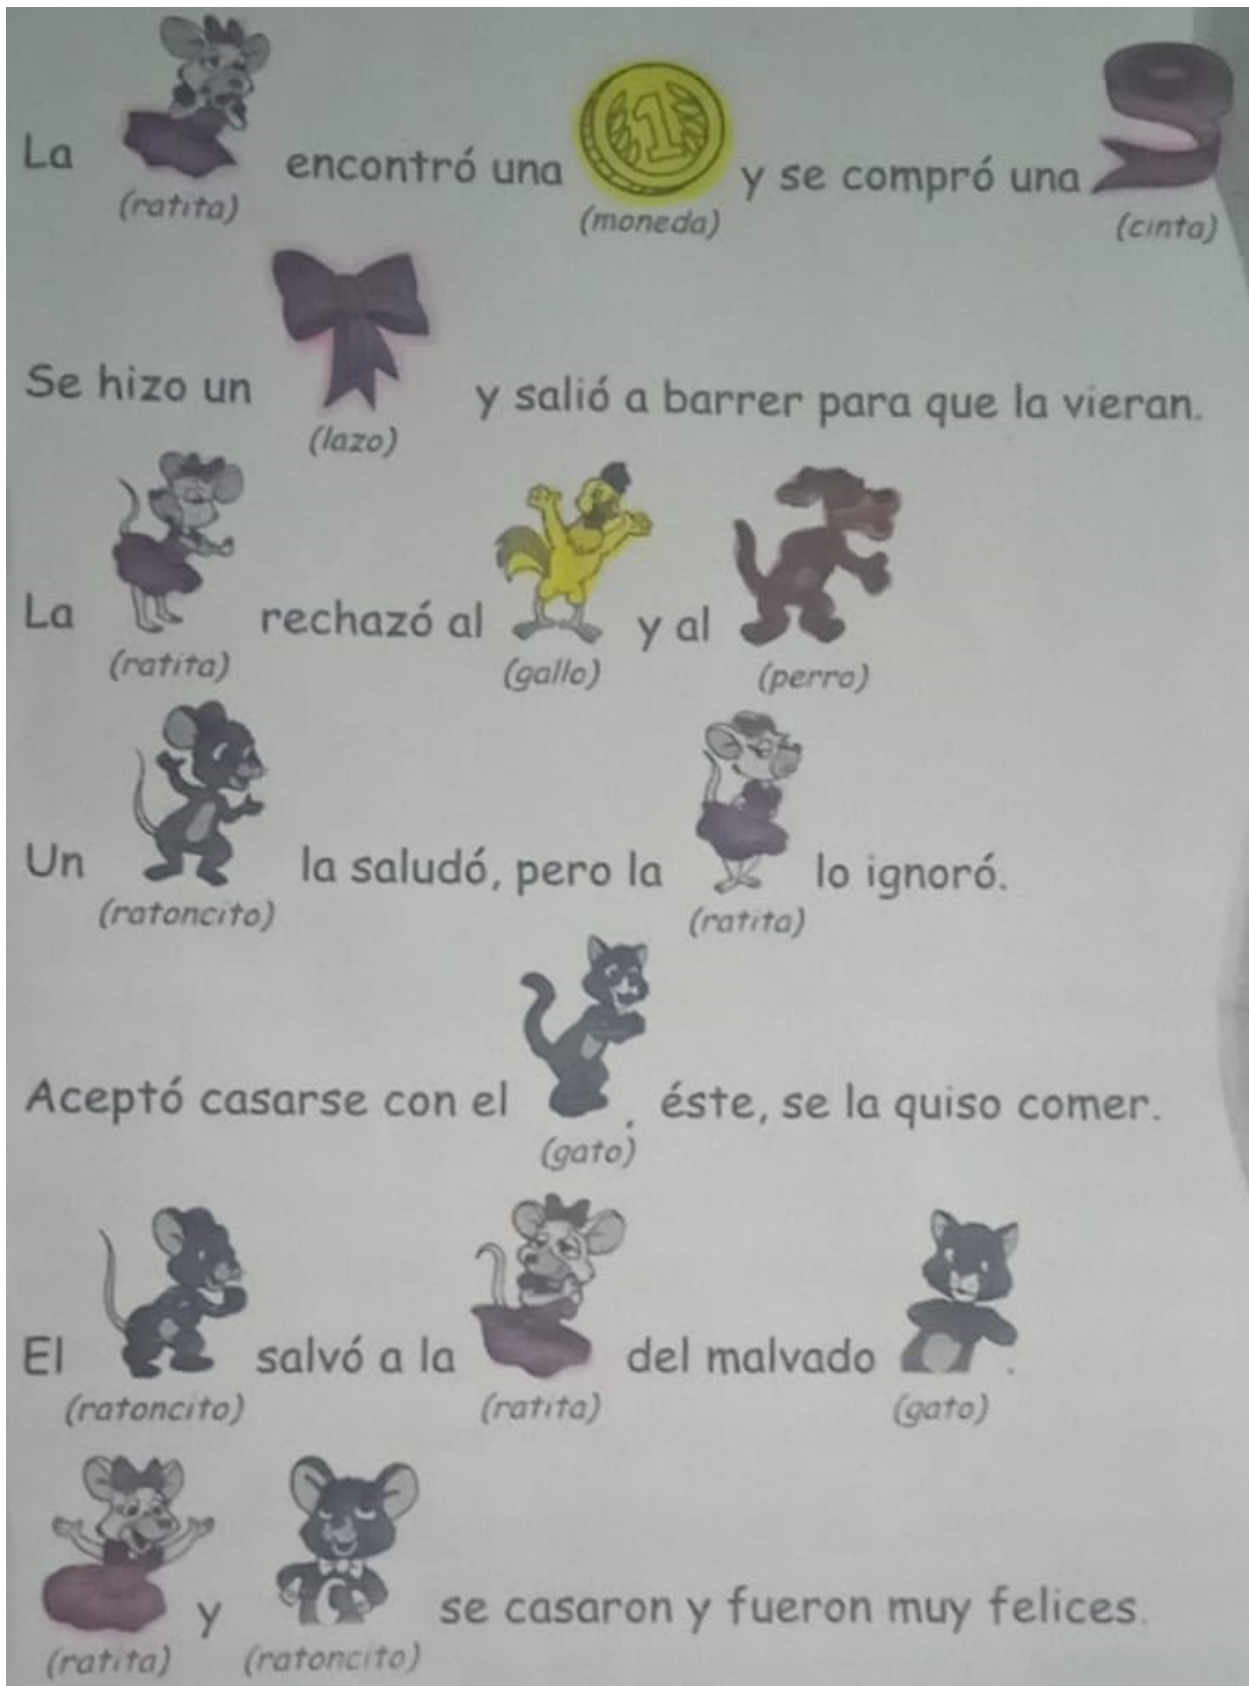 La encontró una y se compró una
(ratita) (moneda) (cinta)
Se hizo un y salió a barrer para que la vieran.
(lazo)
La rechazó al y al
(ratita) (gallo) (perro)
Un la saludó, pero la lo ignoró.
(ratoncito) (ratita)
Aceptó casarse con el , éste, se la quiso comer.
(gato)
El salvó a la del malvado .
(ratoncito) (ratita) (gato)
y se casaron y fueron muy felices.
(ratita) (ratoncito)